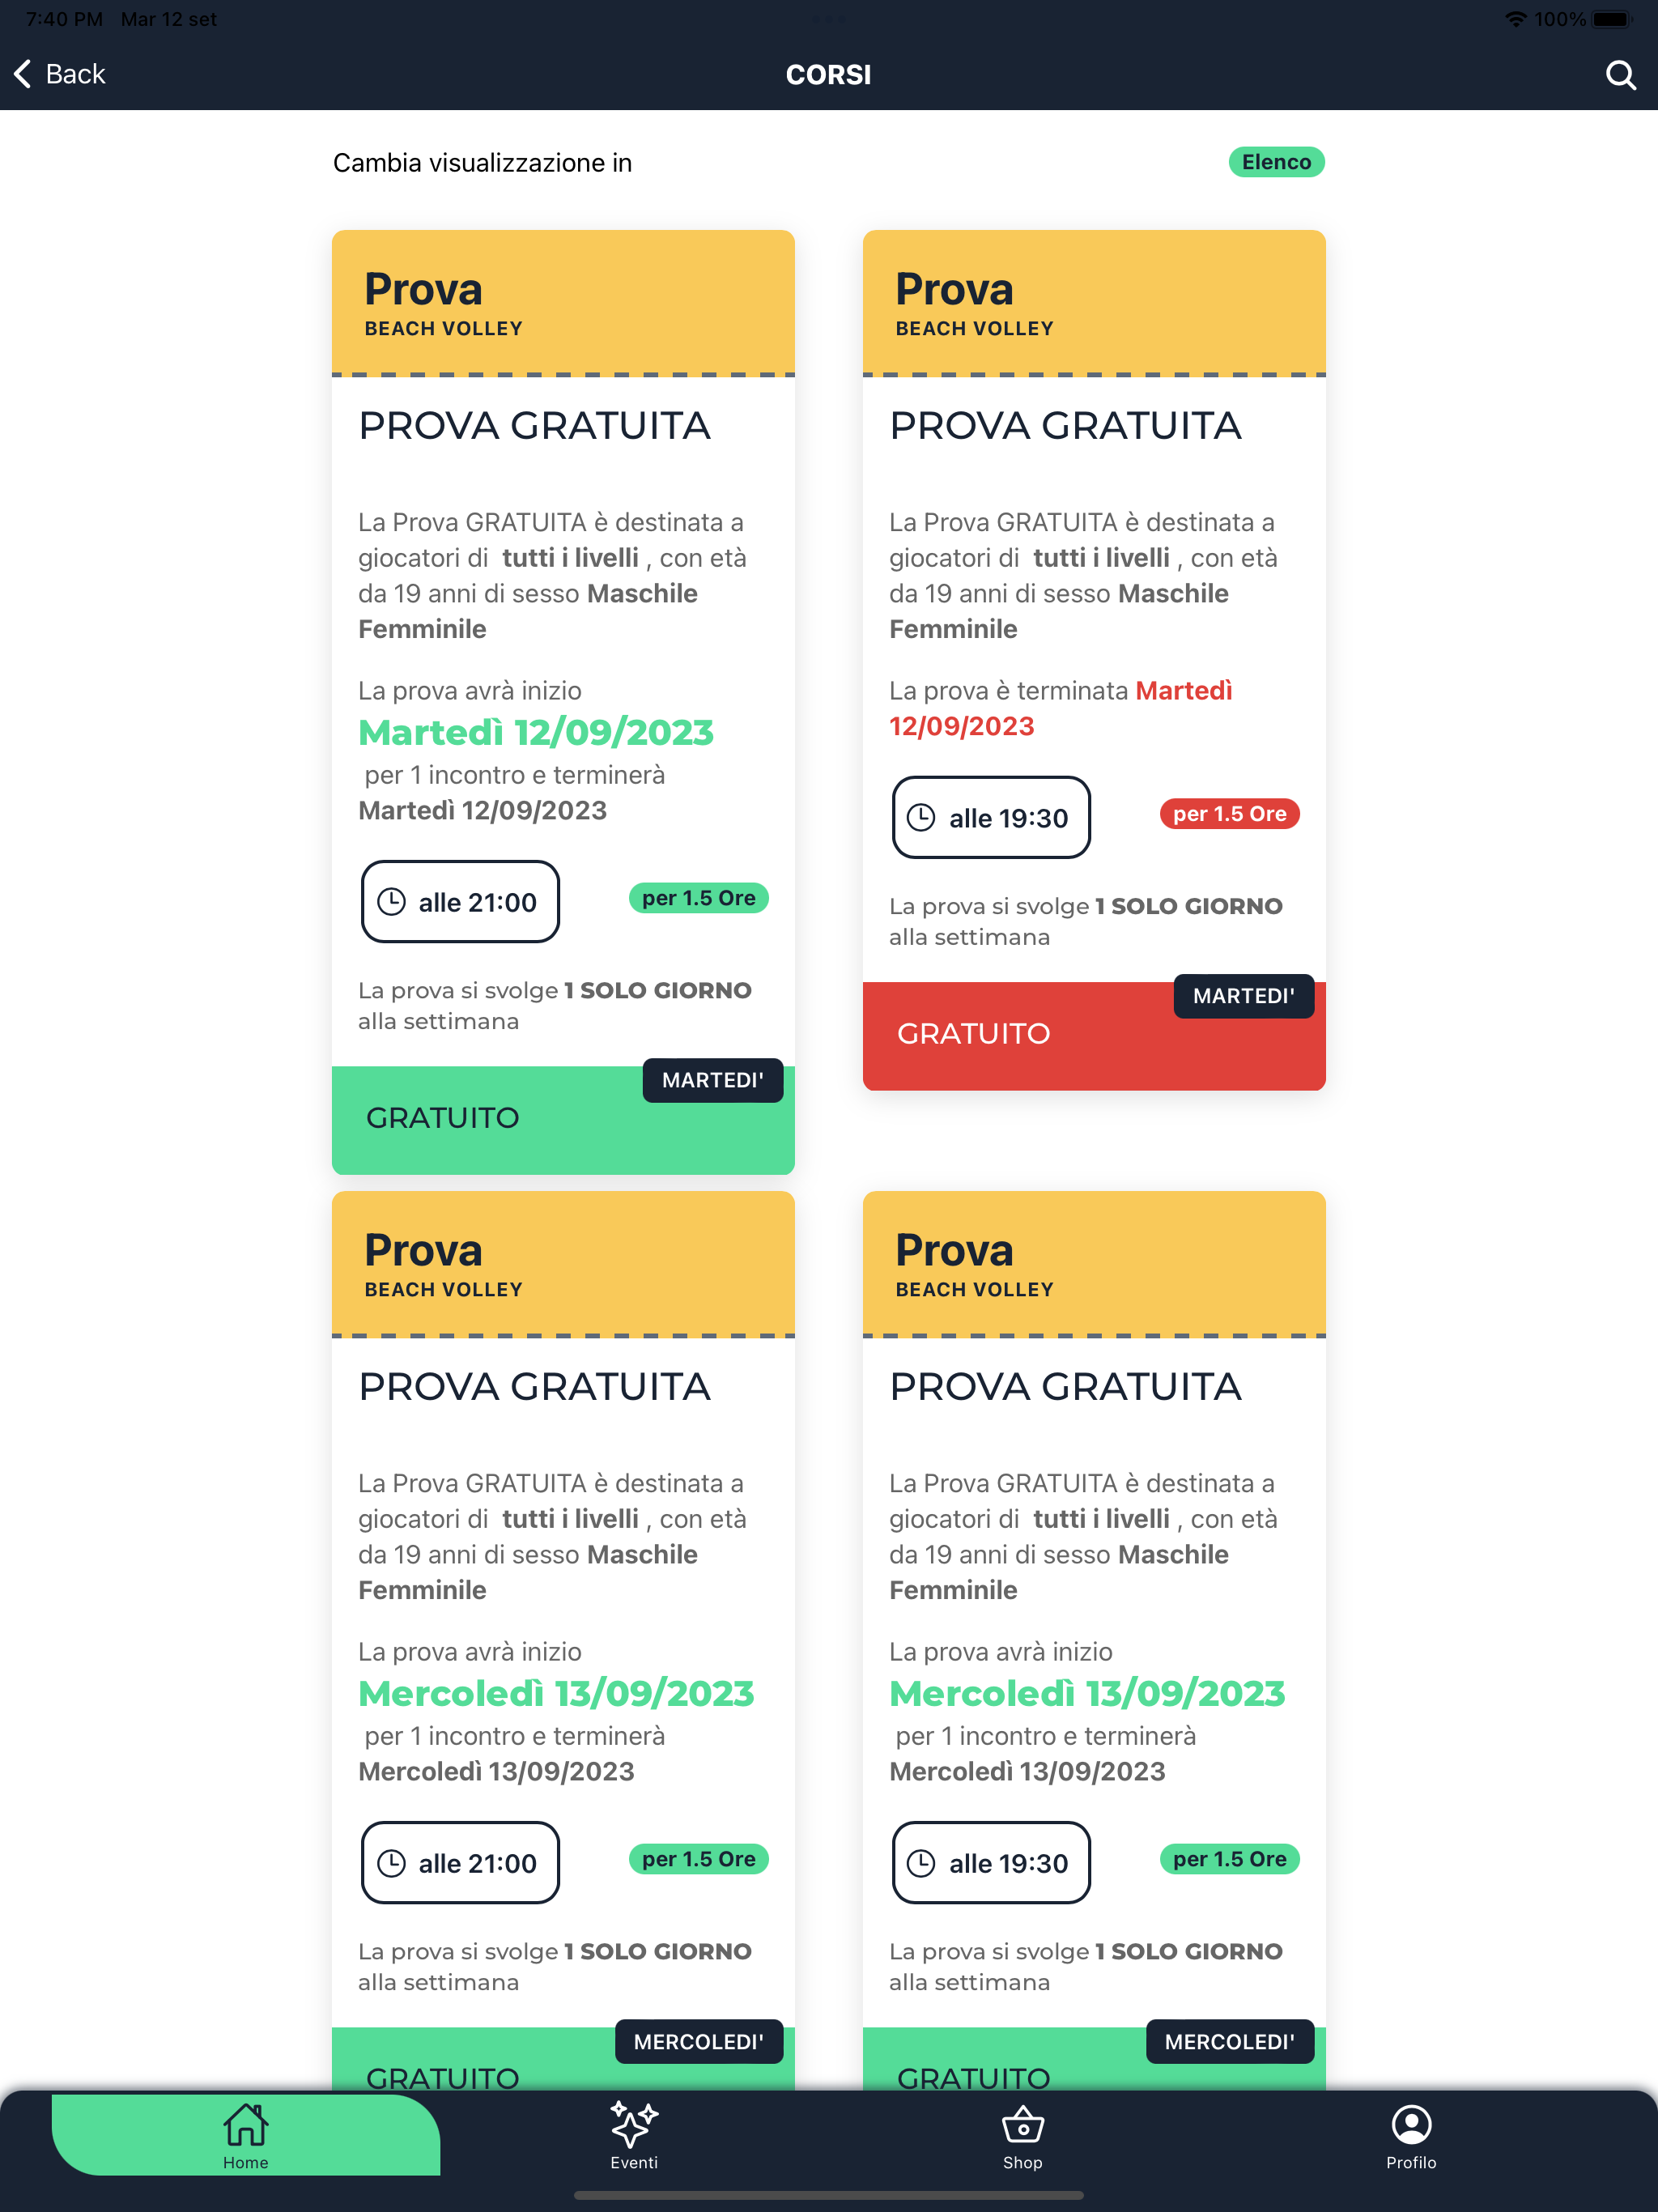 7:40 PM Mar 12 set
100%
Back
CORSI
Cambia visualizzazione in
Elenco
Prova
BEACH VOLLEY
PROVA GRATUITA
La Prova GRATUITA è destinata a
giocatori di tutti i livelli , con età
da 19 anni di sesso Maschile
Femminile
La prova avrà inizio
Martedì 12/09/2023
per 1 incontro e terminerà
Martedì 12/09/2023
alle 21:00
per 1.5 Ore
La prova si svolge 1 SOLO GIORNO
alla settimana
MARTEDI'
GRATUITO
Prova
BEACH VOLLEY
PROVA GRATUITA
La Prova GRATUITA è destinata a
giocatori di tutti i livelli , con età
da 19 anni di sesso Maschile
Femminile
La prova è terminata Martedì
12/09/2023
alle 19:30
per 1.5 Ore
La prova si svolge 1 SOLO GIORNO
alla settimana
MARTEDI'
GRATUITO
Prova
BEACH VOLLEY
PROVA GRATUITA
La Prova GRATUITA è destinata a
giocatori di tutti i livelli , con età
da 19 anni di sesso Maschile
Femminile
La prova avrà inizio
Mercoledì 13/09/2023
per 1 incontro e terminerà
Mercoledì 13/09/2023
alle 21:00
per 1.5 Ore
La prova si svolge 1 SOLO GIORNO
alla settimana
MERCOLEDI'
GRATUITO
Prova
BEACH VOLLEY
PROVA GRATUITA
La Prova GRATUITA è destinata a
giocatori di tutti i livelli , con età
da 19 anni di sesso Maschile
Femminile
La prova avrà inizio
Mercoledì 13/09/2023
per 1 incontro e terminerà
Mercoledì 13/09/2023
alle 19:30
per 1.5 Ore
La prova si svolge 1 SOLO GIORNO
alla settimana
MERCOLEDI'
GRATUITO
Home
Eventi
Shop
Profilo